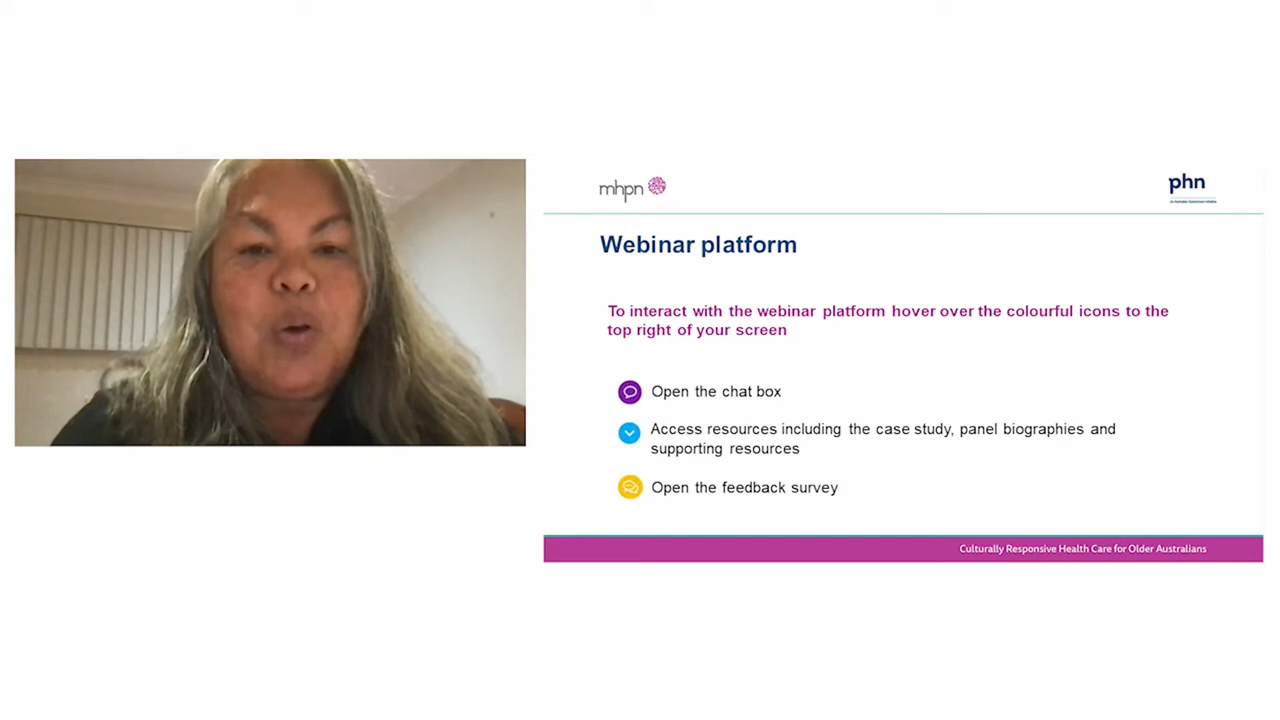 mhpn
phn
Webinar platform
To interact with the webinar platform hover over the colourful icons to the
top right of your screen
Open the chat box
Access resources including the case study, panel biographies and
supporting resources
Open the feedback survey
Culturally Responsive Health Care for Older Australians